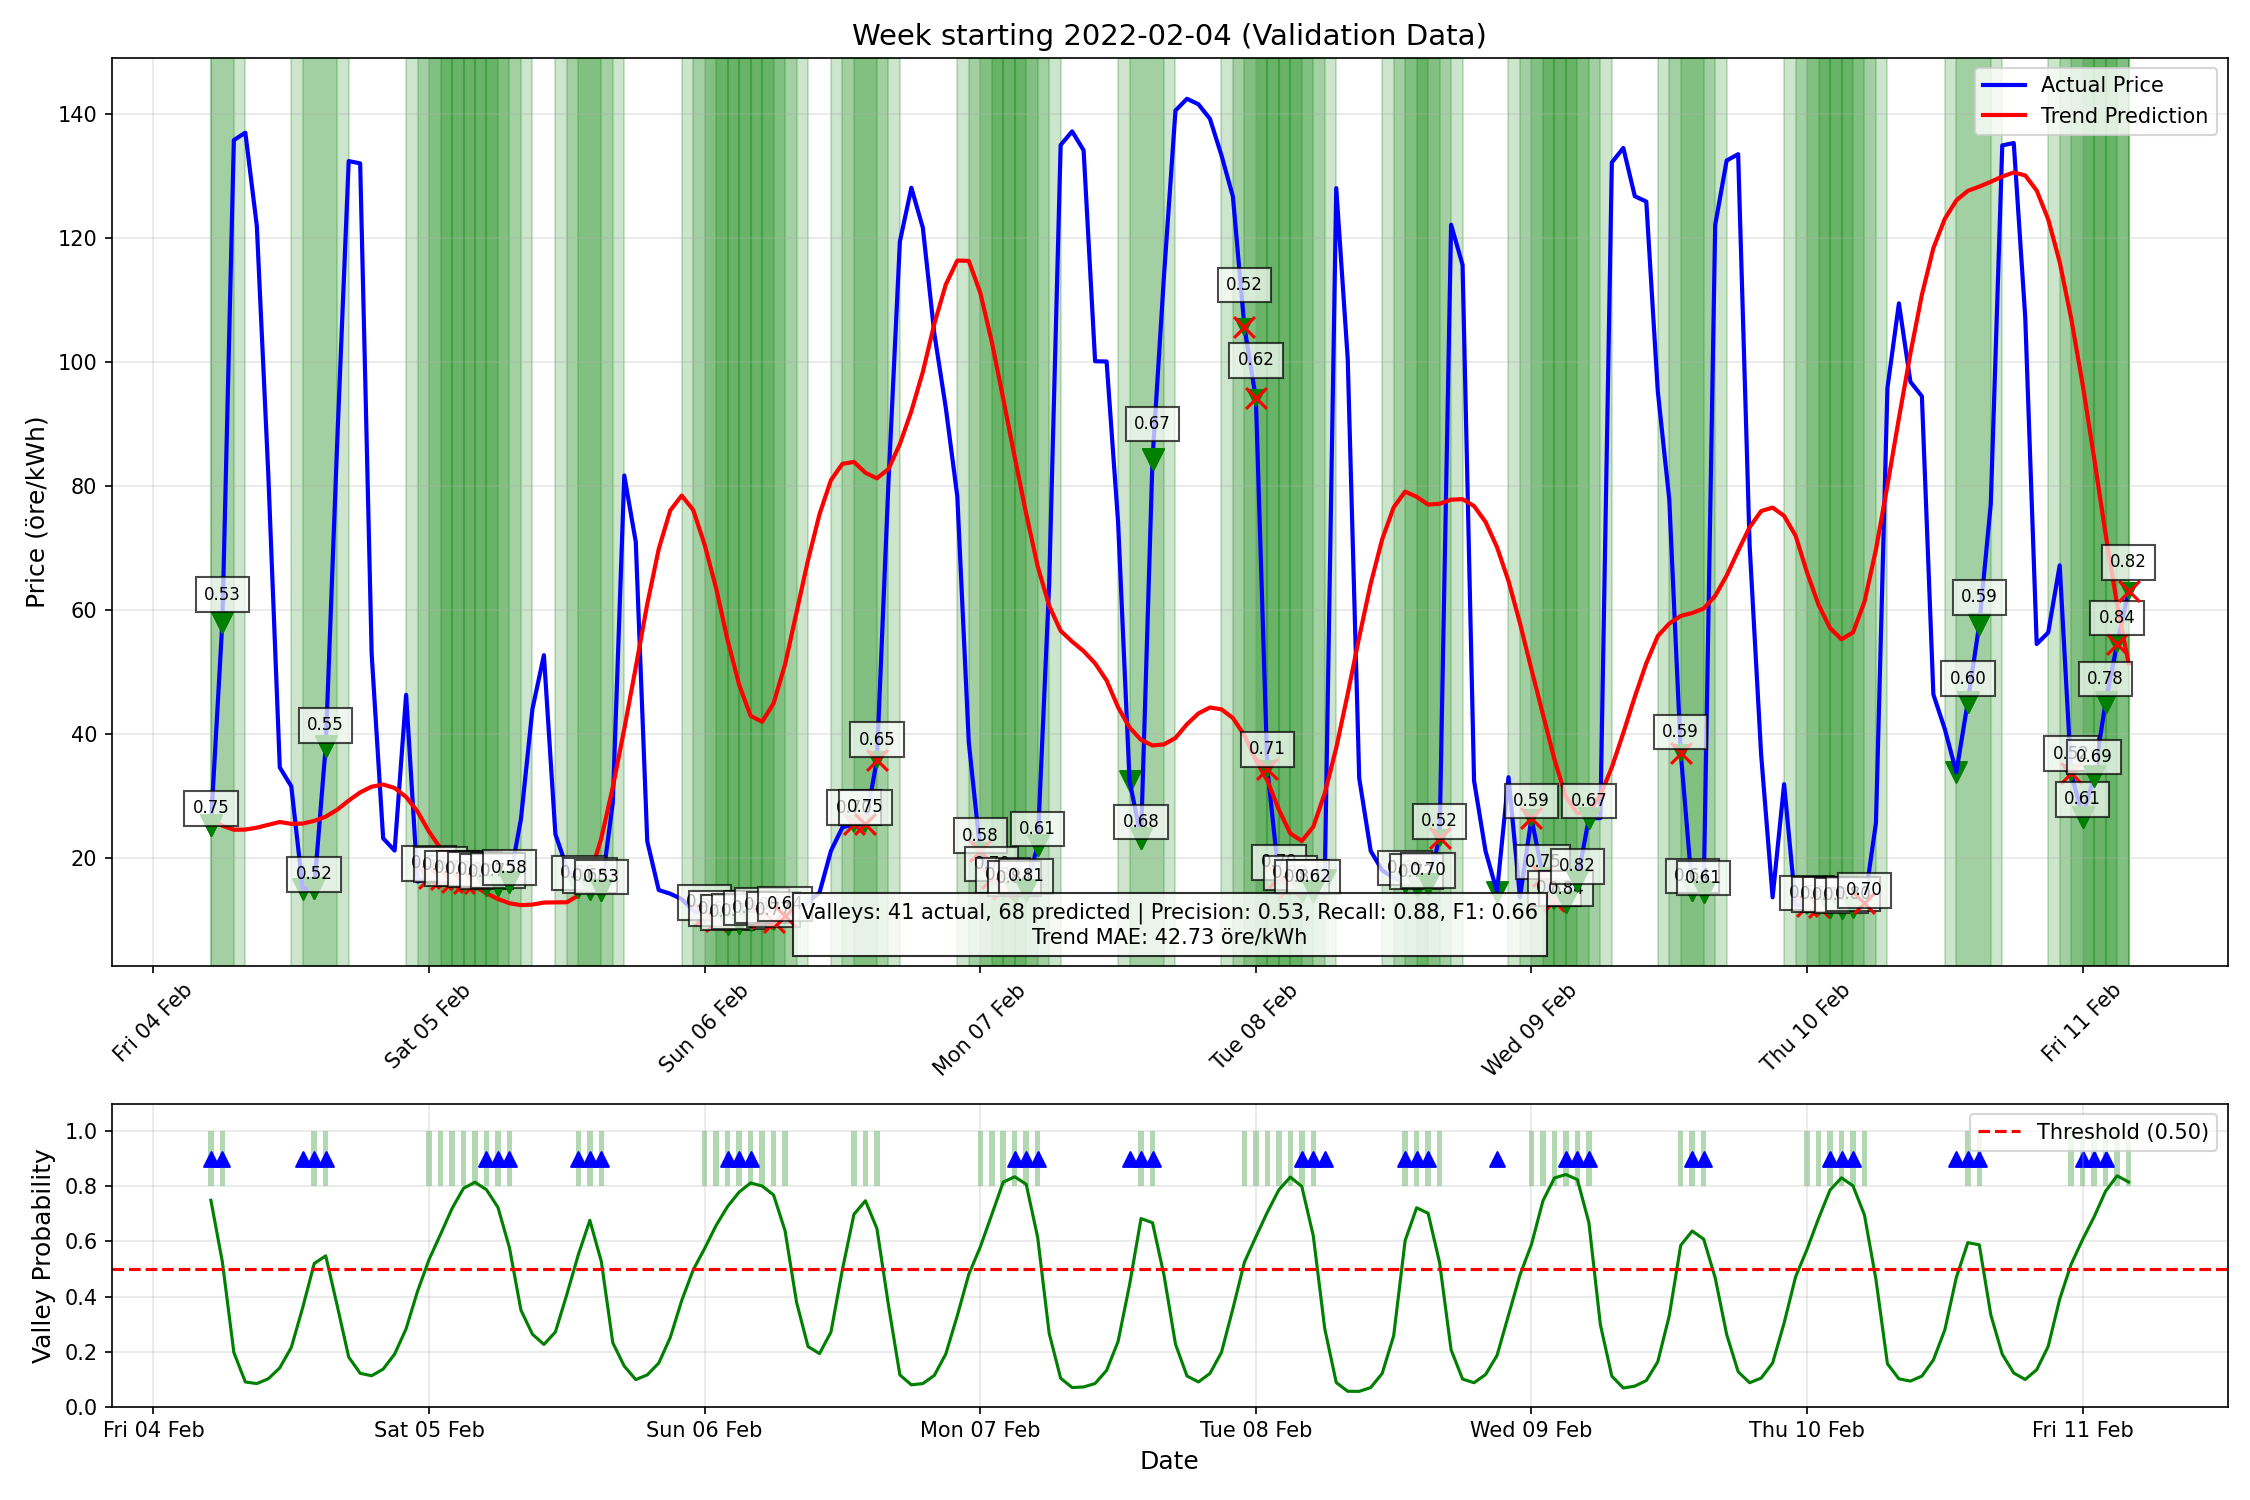 Week starting 2022-02-04 (Validation Data)
Actual Price
Trend Prediction
Price (öre/kWh)
140
120
100
80
60
40
20
0.75
0.53
0.52
0.55
0.58
0.53
0.75
0.65
0.58
0.81
0.61
0.68
0.67
0.52
0.62
0.71
0.62
0.70
0.52
0.59
0.84
0.82
0.67
0.59
0.61
0.70
0.60
0.59
0.61
0.69
0.78
0.84
0.82
Valleys: 41 actual, 68 predicted | Precision: 0.53, Recall: 0.88, F1: 0.66
Trend MAE: 42.73 öre/kWh
Fri 04 Feb
Sat 05 Feb
Sun 06 Feb
Mon 07 Feb
Tue 08 Feb
Wed 09 Feb
Thu 10 Feb
Fri 11 Feb
Threshold (0.50)
Valley Probability
1.0
0.8
0.6
0.4
0.2
0.0
Fri 04 Feb
Sat 05 Feb
Sun 06 Feb
Mon 07 Feb
Tue 08 Feb
Wed 09 Feb
Thu 10 Feb
Fri 11 Feb
Date